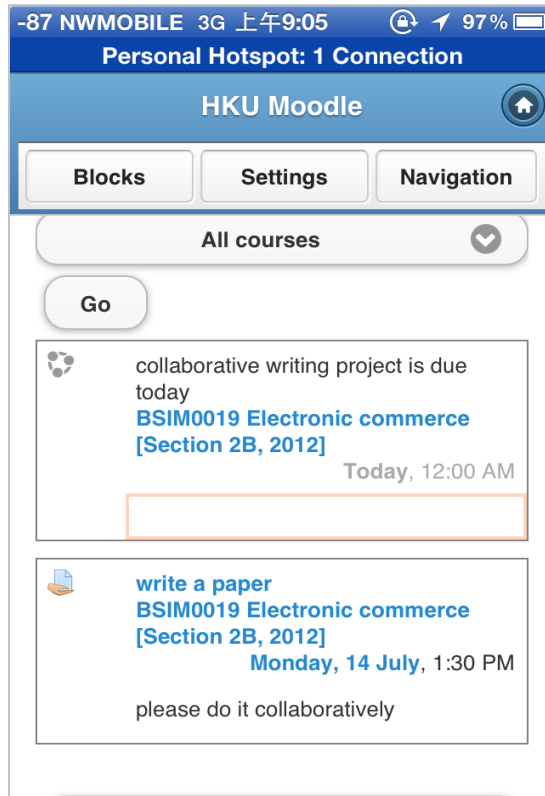 -87 NWMOBILE 3G 上午9:05 97%
Personal Hotspot: 1 Connection
HKU Moodle
Blocks Settings Navigation
All courses
Go
collaborative writing project is due
today
BSIM0019 Electronic commerce
[Section 2B, 2012]
Today, 12:00 AM
write a paper
BSIM0019 Electronic commerce
[Section 2B, 2012]
Monday, 14 July, 1:30 PM
please do it collaboratively